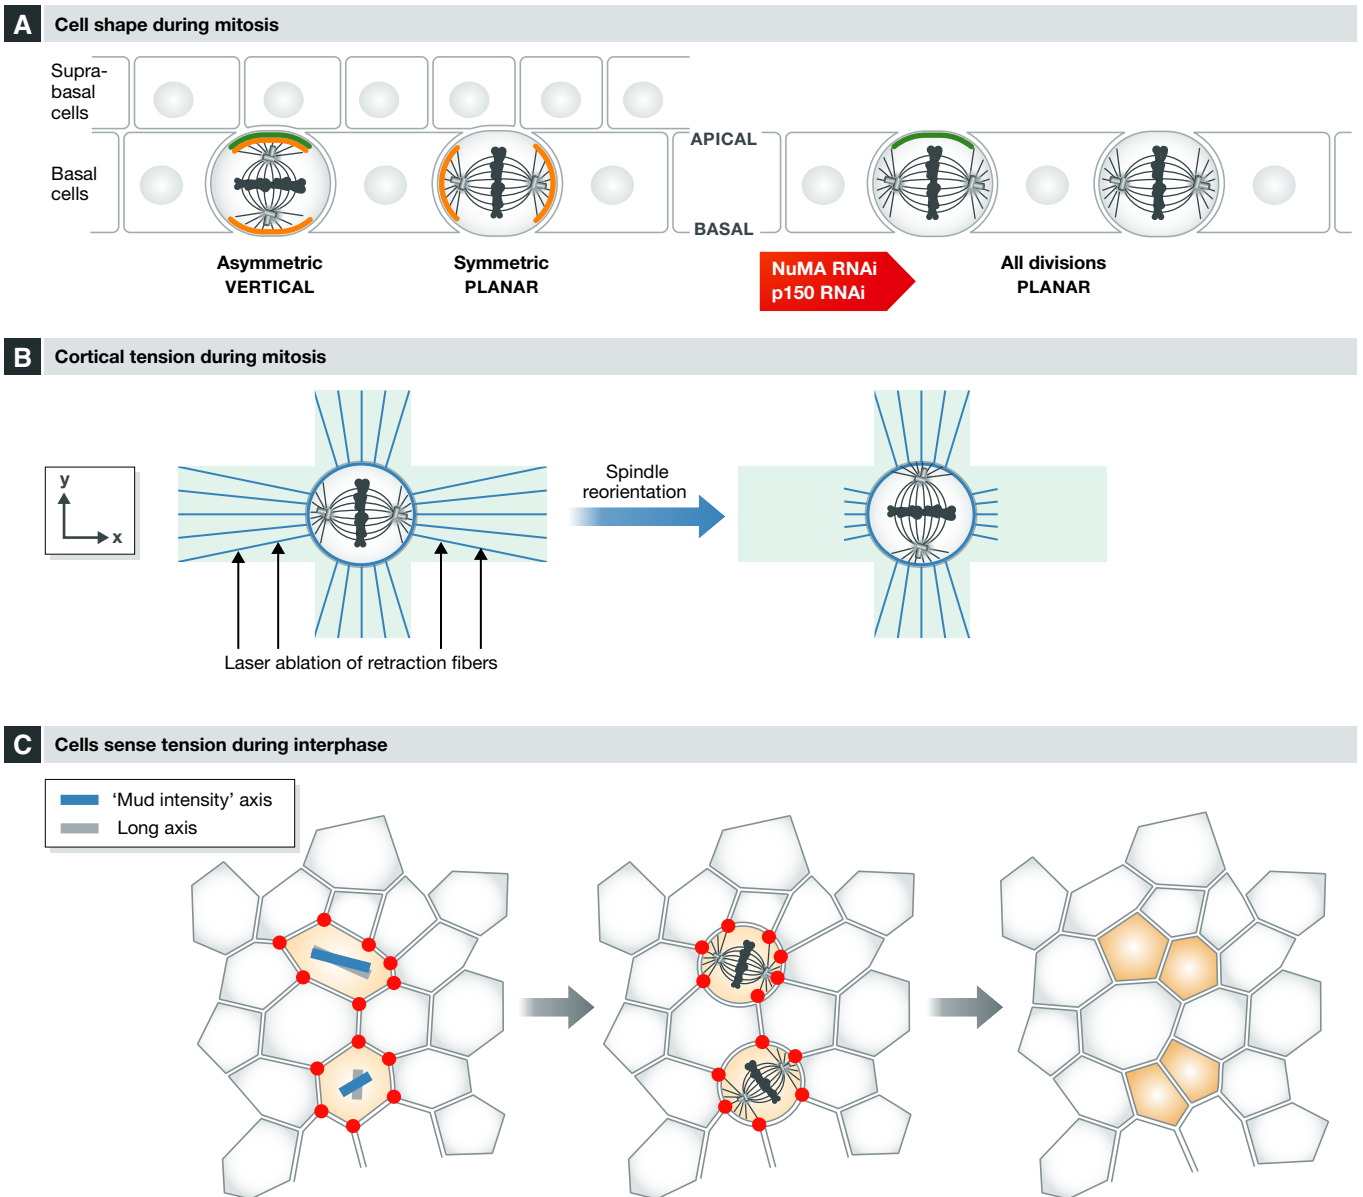 A
Cell shape during mitosis
Supra-
basal
cells
Basal
cells
APICAL
BASAL
Asymmetric
VERTICAL
Symmetric
PLANAR
NuMA RNAi
p150 RNAi
All divisions
PLANAR
B
Cortical tension during mitosis
y
x
Spindle
reorientation
Laser ablation of retraction fibers
C
Cells sense tension during interphase
‘Mud intensity’ axis
Long axis